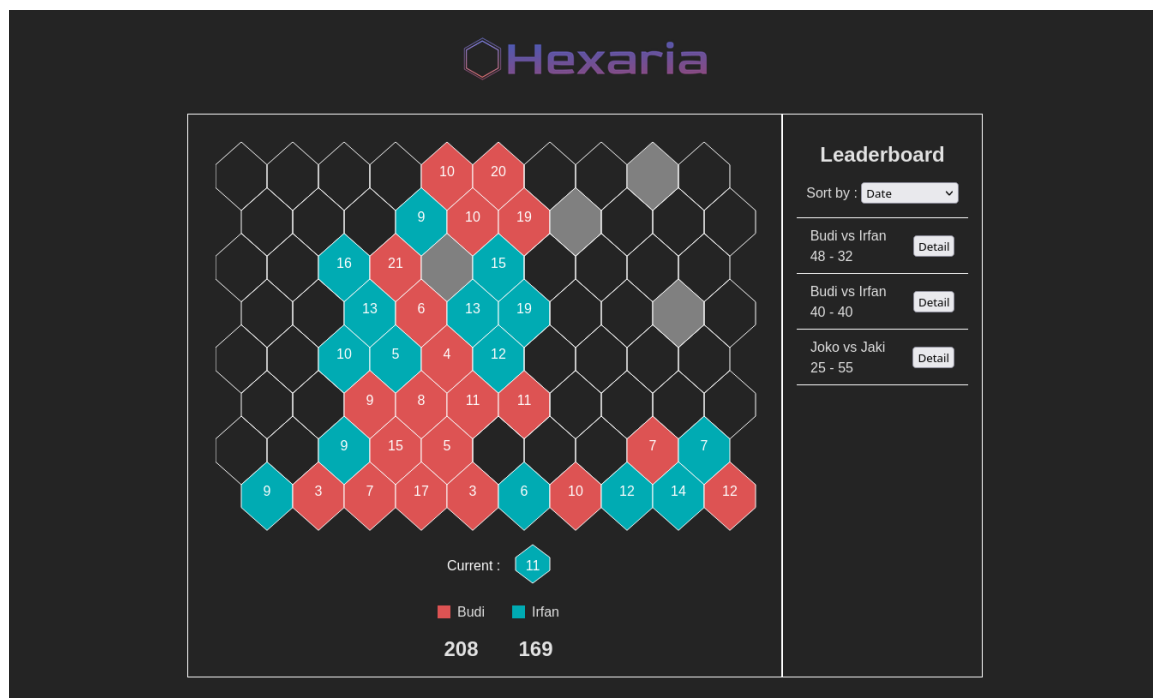 Hexaria
10 20
9 10 19
16 21 15
13 6 13 19
10 5 4 12
9 8 11 11
9 15 5 7 7
9 3 7 17 3 6 10 12 14 12
Current : 11
Budi Irfan
208 169
Leaderboard
Sort by : Date
Budi vs Irfan
48 - 32
Detail
Budi vs Irfan
40 - 40
Detail
Joko vs Jaki
25 - 55
Detail